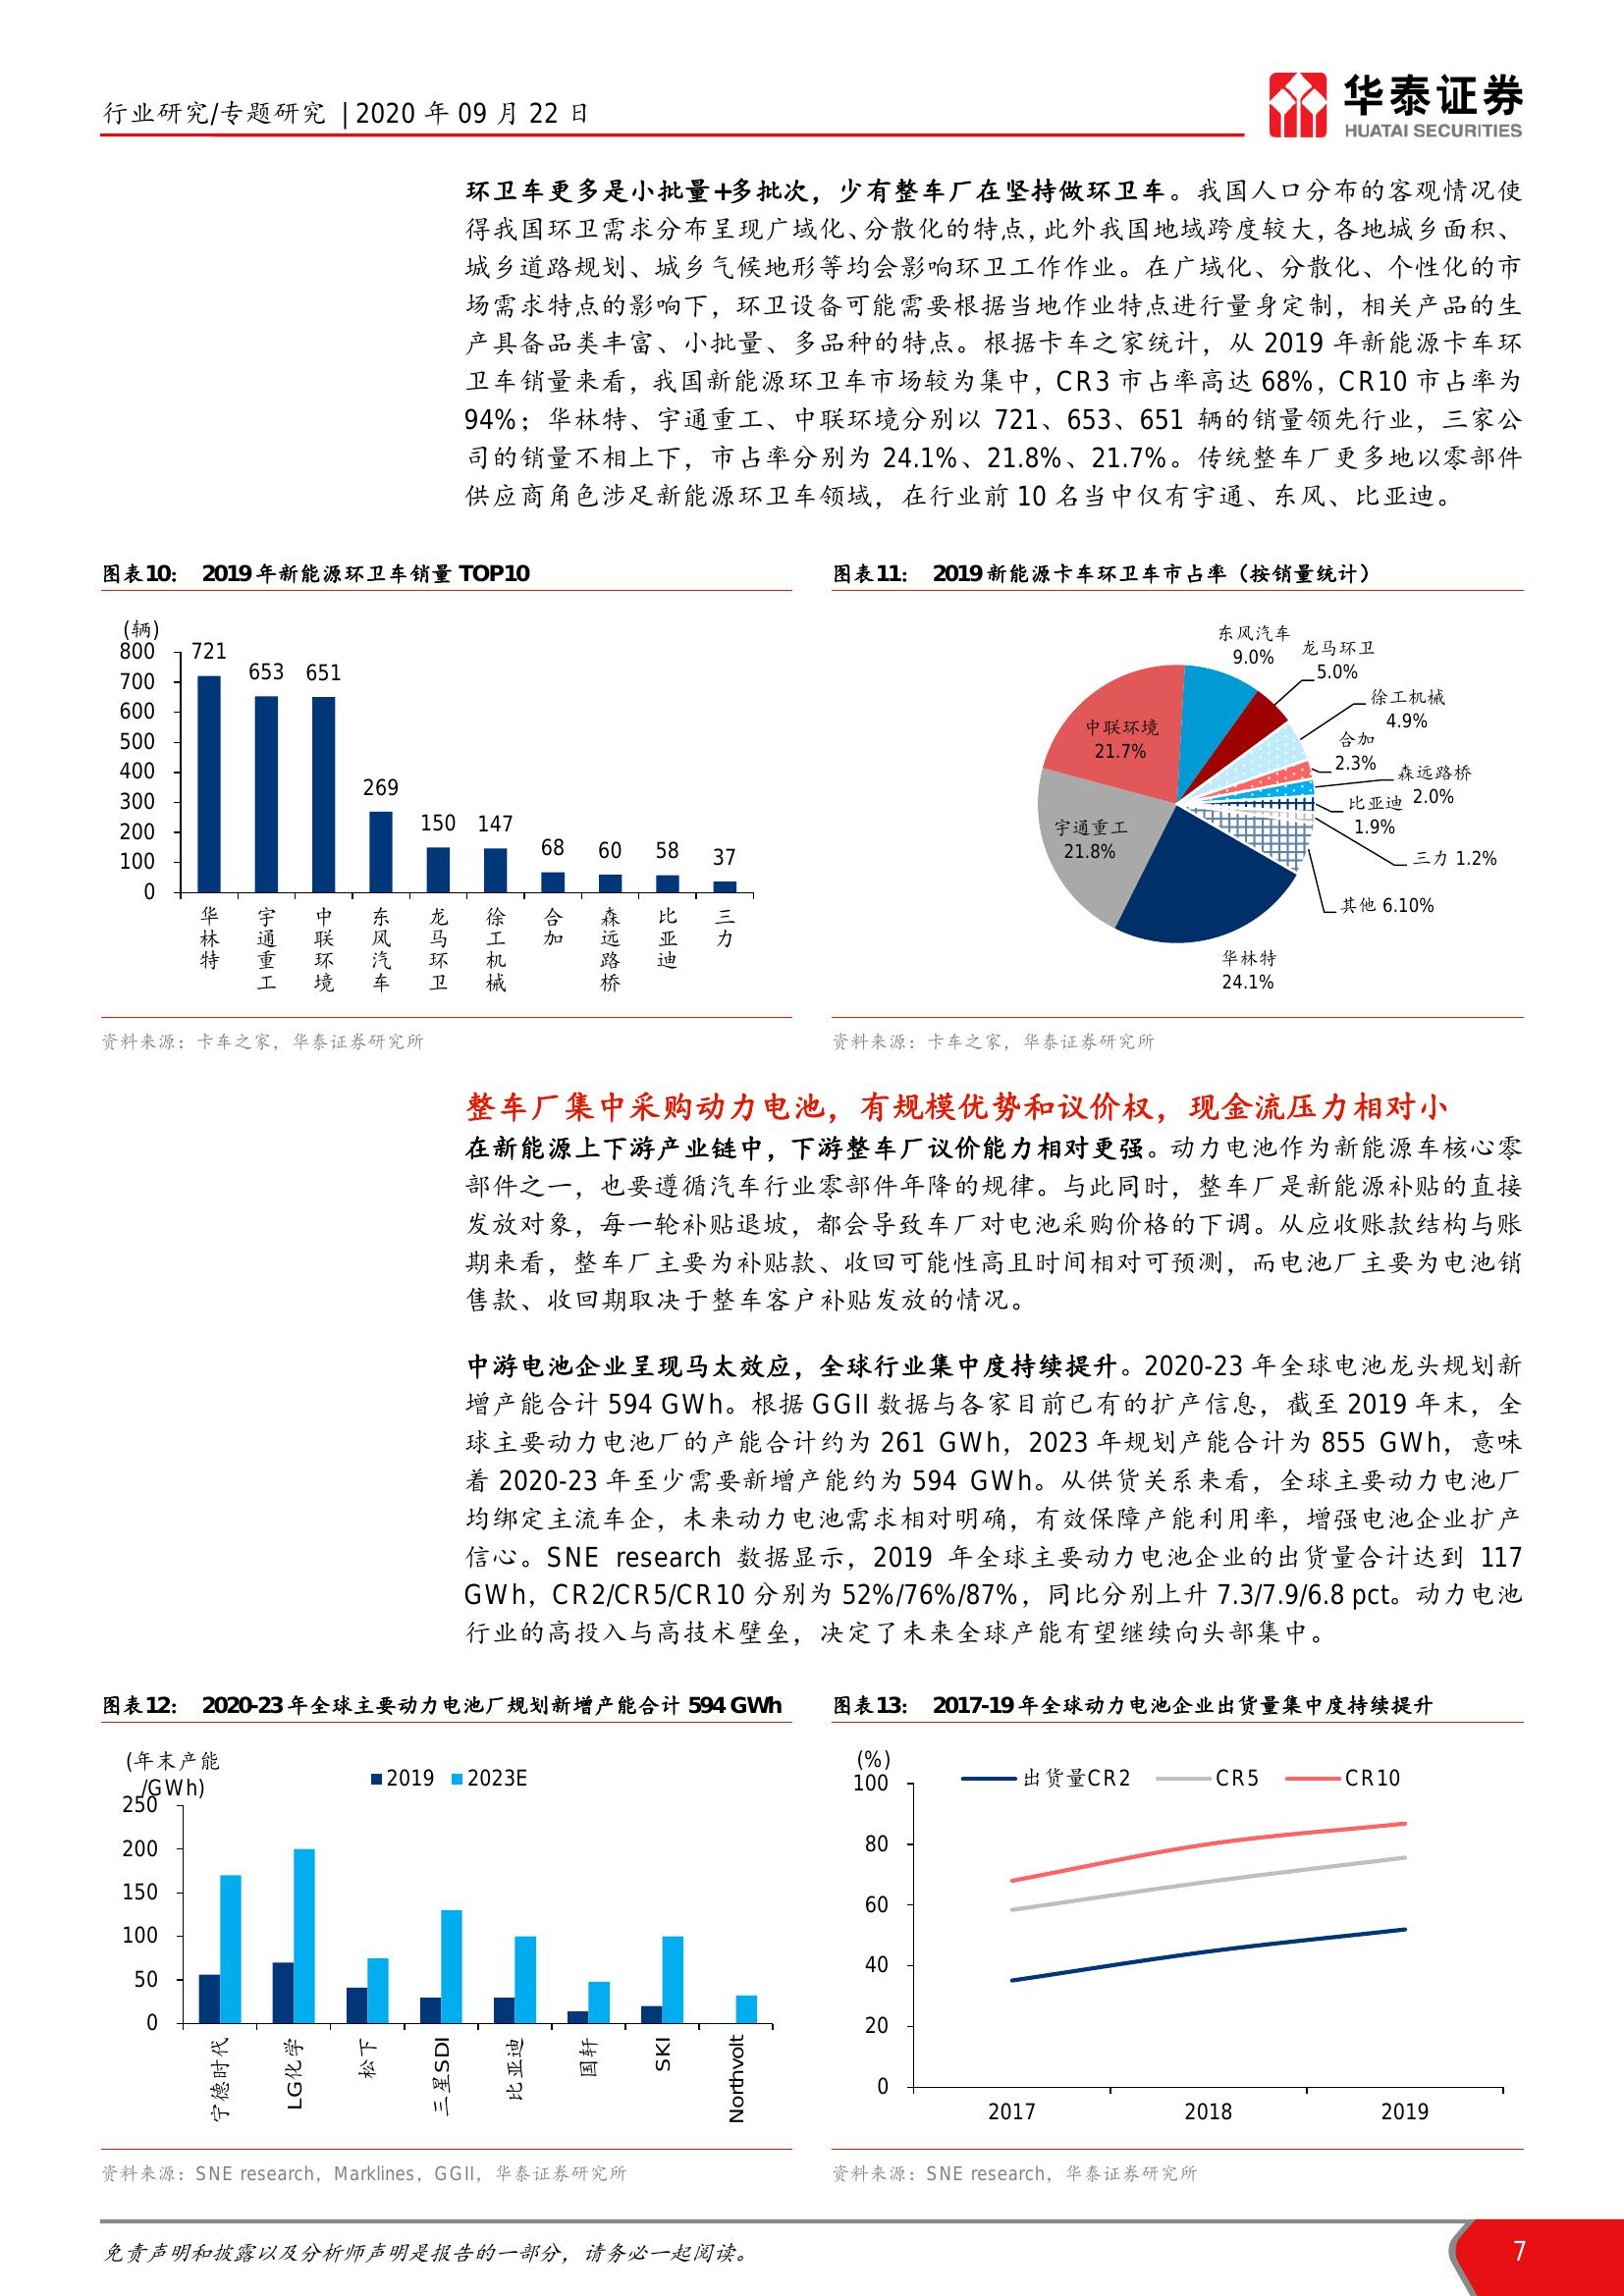 行业研究/专题研究 | 2020 年 09 月 22 日
华泰证券
HUATAI SECURITIES
环卫车更多是小批量+多批次，少有整车厂在坚持做环卫车。我国人口分布的客观情况使
得我国环卫需求分布呈现广域化、分散化的特点，此外我国地域跨度较大，各地城乡面积、
城乡道路规划、城乡气候地形等均会影响环卫工作作业。在广域化、分散化、个性化的市
场需求特点的影响下，环卫设备可能需要根据当地作业特点进行量身定制，相关产品的生
产具备品类丰富、小批量、多品种的特点。根据卡车之家统计，从 2019 年新能源卡车环
卫车销量来看，我国新能源环卫车市场较为集中，CR3 市占率高达 68%，CR10 市占率为
94%；华林特、宇通重工、中联环境分别以 721、653、651 辆的销量领先行业，三家公
司的销量不相上下，市占率分别为 24.1%、21.8%、21.7%。传统整车厂更多地以零部件
供应商角色涉足新能源环卫车领域，在行业前 10 名当中仅有宇通、东风、比亚迪。
图表10： 2019 年新能源环卫车销量 TOP10
(辆)
800
700
600
500
400
300
200
100
0
721
653
651
269
150
147
68
60
58
37
华林特
宇通重工
中联环境
东风汽车
龙马环卫
徐工机械
合加
森远路桥
比亚迪
三力
资料来源：卡车之家，华泰证券研究所
图表11： 2019 新能源卡车环卫车市占率（按销量统计）
东风汽车
9.0%
龙马环卫
5.0%
徐工机械
4.9%
合加
2.3%
森远路桥
2.0%
比亚迪
1.9%
三力 1.2%
其他 6.10%
华林特
24.1%
宇通重工
21.8%
中联环境
21.7%
资料来源：卡车之家，华泰证券研究所
整车厂集中采购动力电池，有规模优势和议价权，现金流压力相对小
在新能源上下游产业链中，下游整车厂议价能力相对更强。动力电池作为新能源车核心零
部件之一，也要遵循汽车行业零部件年降的规律。与此同时，整车厂是新能源补贴的直接
发放对象，每一轮补贴退坡，都会导致车厂对电池采购价格的下调。从应收账款结构与账
期来看，整车厂主要为补贴款、收回可能性高且时间相对可预测，而电池厂主要为电池销
售款、收回期取决于整车客户补贴发放的情况。
中游电池企业呈现马太效应，全球行业集中度持续提升。2020-23 年全球电池龙头规划新
增产能合计 594 GWh。根据 GGII 数据与各家目前已有的扩产信息，截至 2019 年末，全
球主要动力电池厂的产能合计约为 261 GWh，2023 年规划产能合计为 855 GWh，意味
着 2020-23 年至少需要新增产能约为 594 GWh。从供货关系来看，全球主要动力电池厂
均绑定主流车企，未来动力电池需求相对明确，有效保障产能利用率，增强电池企业扩产
信心。SNE research 数据显示，2019 年全球主要动力电池企业的出货量合计达到 117
GWh，CR2/CR5/CR10 分别为 52%/76%/87%，同比分别上升 7.3/7.9/6.8 pct。动力电池
行业的高投入与高技术壁垒，决定了未来全球产能有望继续向头部集中。
图表12： 2020-23 年全球主要动力电池厂规划新增产能合计 594 GWh
(年末产能
/GWh)
2019 2023E
250
200
150
100
50
0
宁德时代
LG化学
松下
三星SDI
比亚迪
国轩
SKI
Northvolt
资料来源：SNE research，Marklines，GGII，华泰证券研究所
图表13： 2017-19 年全球动力电池企业出货量集中度持续提升
(%)
出货量CR2 CR5 CR10
100
80
60
40
20
0
2017 2018 2019
资料来源：SNE research，华泰证券研究所
免责声明和披露以及分析师声明是报告的一部分，请务必一起阅读。
7